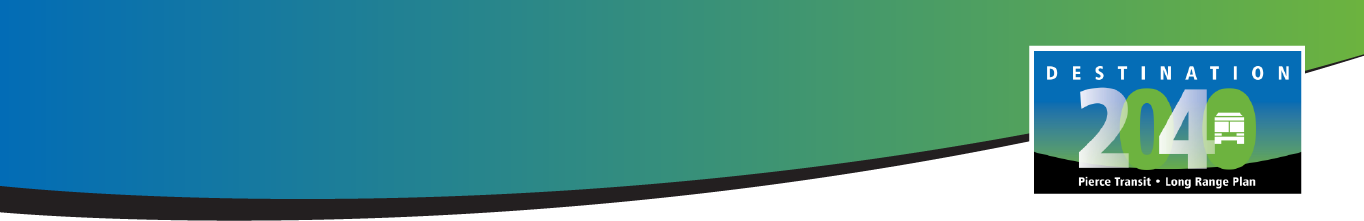 DESTINATION
2040
Pierce Transit • Long Range Plan